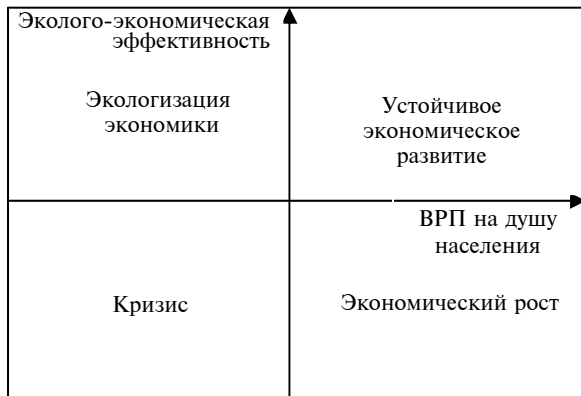 Эколого-экономическая
эффективность
Экологизация
экономики
Устойчивое
экономическое
развитие
ВРП на душу
населения
Кризис
Экономический рост